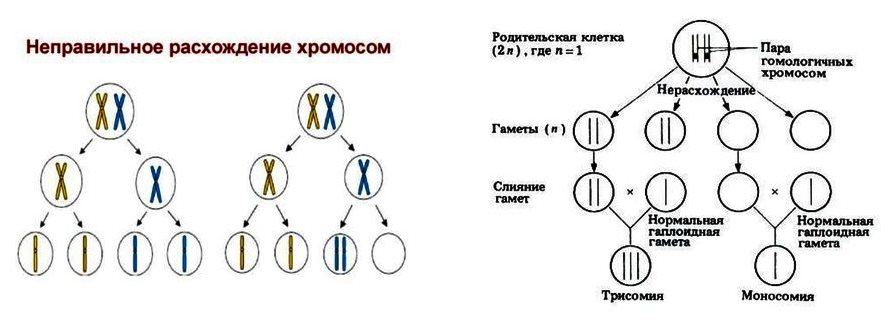 Неправильное расхождение хромосом
Родительская клетка
(2n), где n=1
Пара
гомологичных
хромосом
Нерасхождение
Гаметы (n)
Слияние
гамет
×
×
Нормальная
гаплоидная
гамета
Нормальная
гаплоидная
гамета
Трисомия
Моносомия